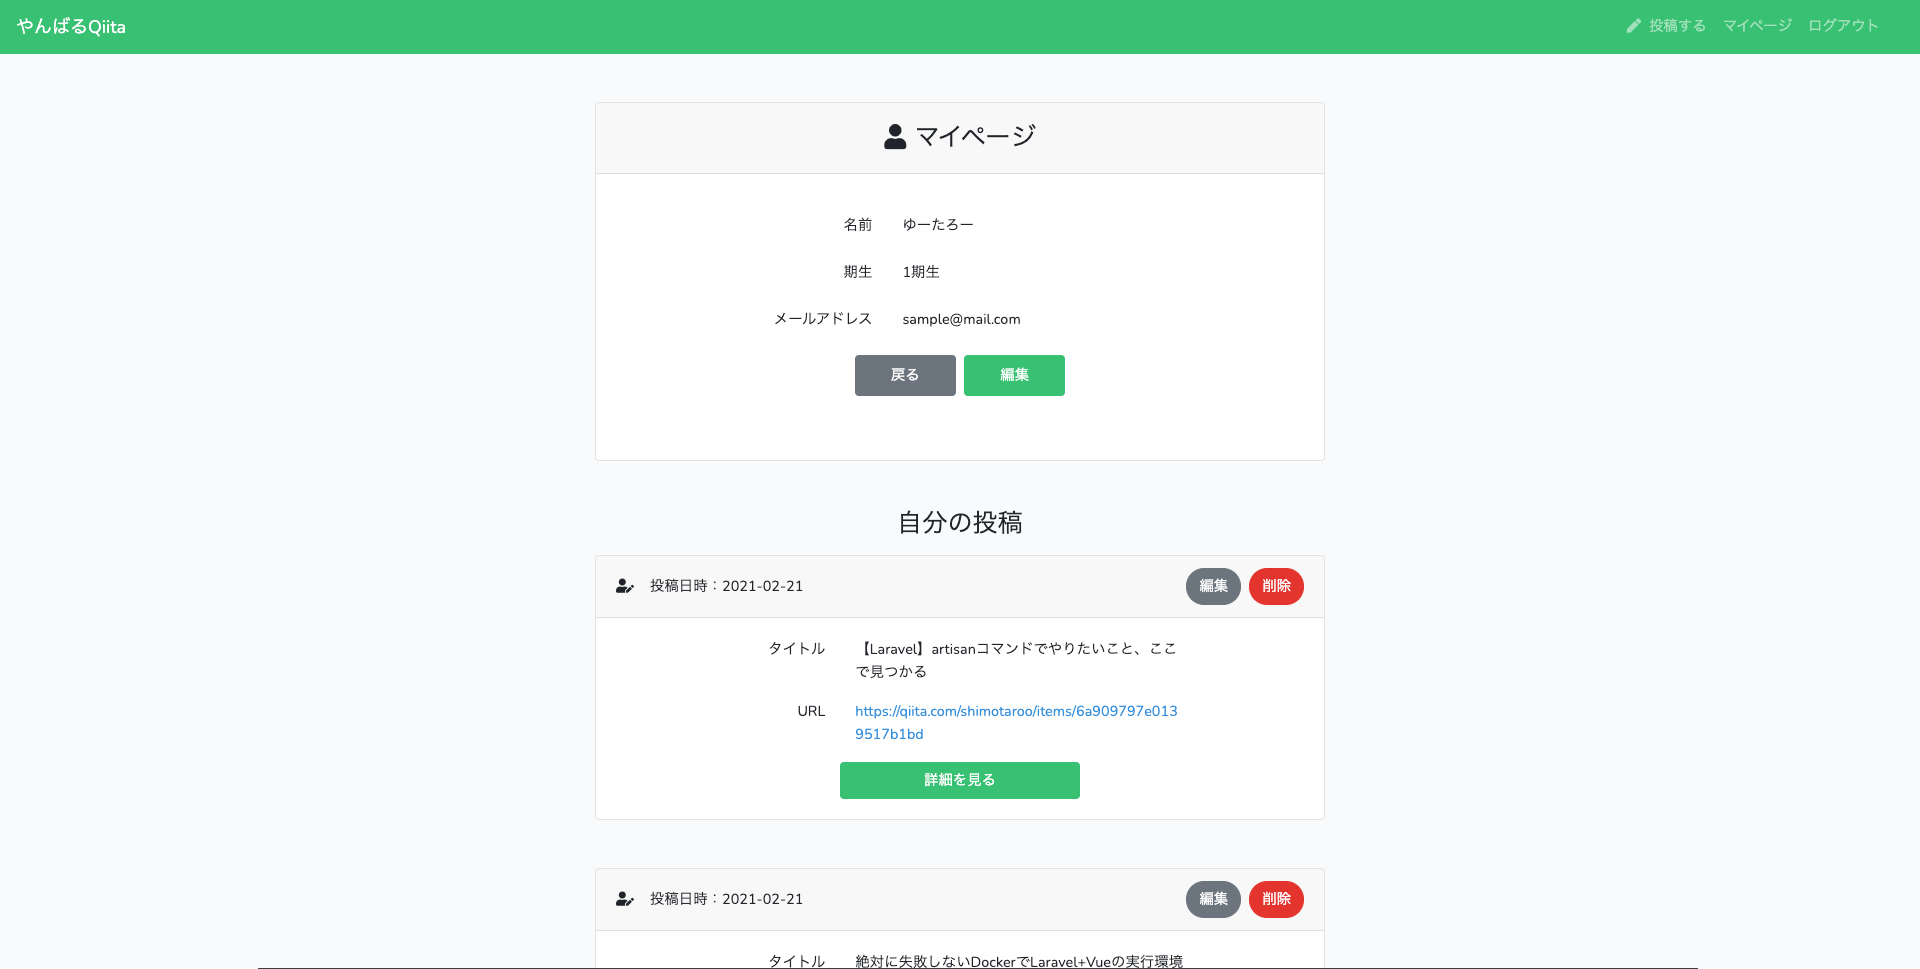 やんばるQiita
投稿する マイページ ログアウト
マイページ
名前 ゆーたろー
期生 1期生
メールアドレス sample@mail.com
戻る 編集
自分の投稿
投稿日時：2021-02-21 編集 削除
タイトル 【Laravel】artisanコマンドでやりたいこと、ここ
で見つかる
URL https://qiita.com/shimotaroo/items/6a909797e013
9517b1bd
詳細を見る
投稿日時：2021-02-21 編集 削除
タイトル 絶対に失敗しないDockerでLaravel+Vueの実行環境